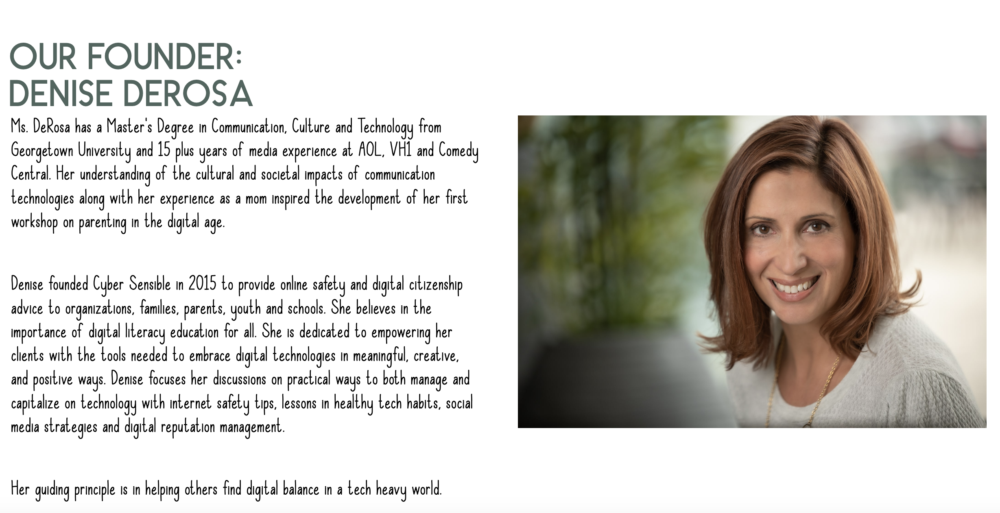 OUR FOUNDER:
DENISE DEROSA
Ms. DeRosa has a Master's Degree in Communication, Culture and Technology from
Georgetown University and 15 plus years of media experience at AOL, VH1 and Comedy
Central. Her understanding of the cultural and societal impacts of communication
technologies along with her experience as a mom inspired the development of her first
workshop on parenting in the digital age.
Denise founded Cyber Sensible in 2015 to provide online safety and digital citizenship
advice to organizations, families, parents, youth and schools. She believes in the
importance of digital literacy education for all. She is dedicated to empowering her
clients with the tools needed to embrace digital technologies in meaningful, creative,
and positive ways. Denise focuses her discussions on practical ways to both manage and
capitalize on technology with internet safety tips, lessons in healthy tech habits, social
media strategies and digital reputation management.
Her guiding principle is in helping others find digital balance in a tech heavy world.